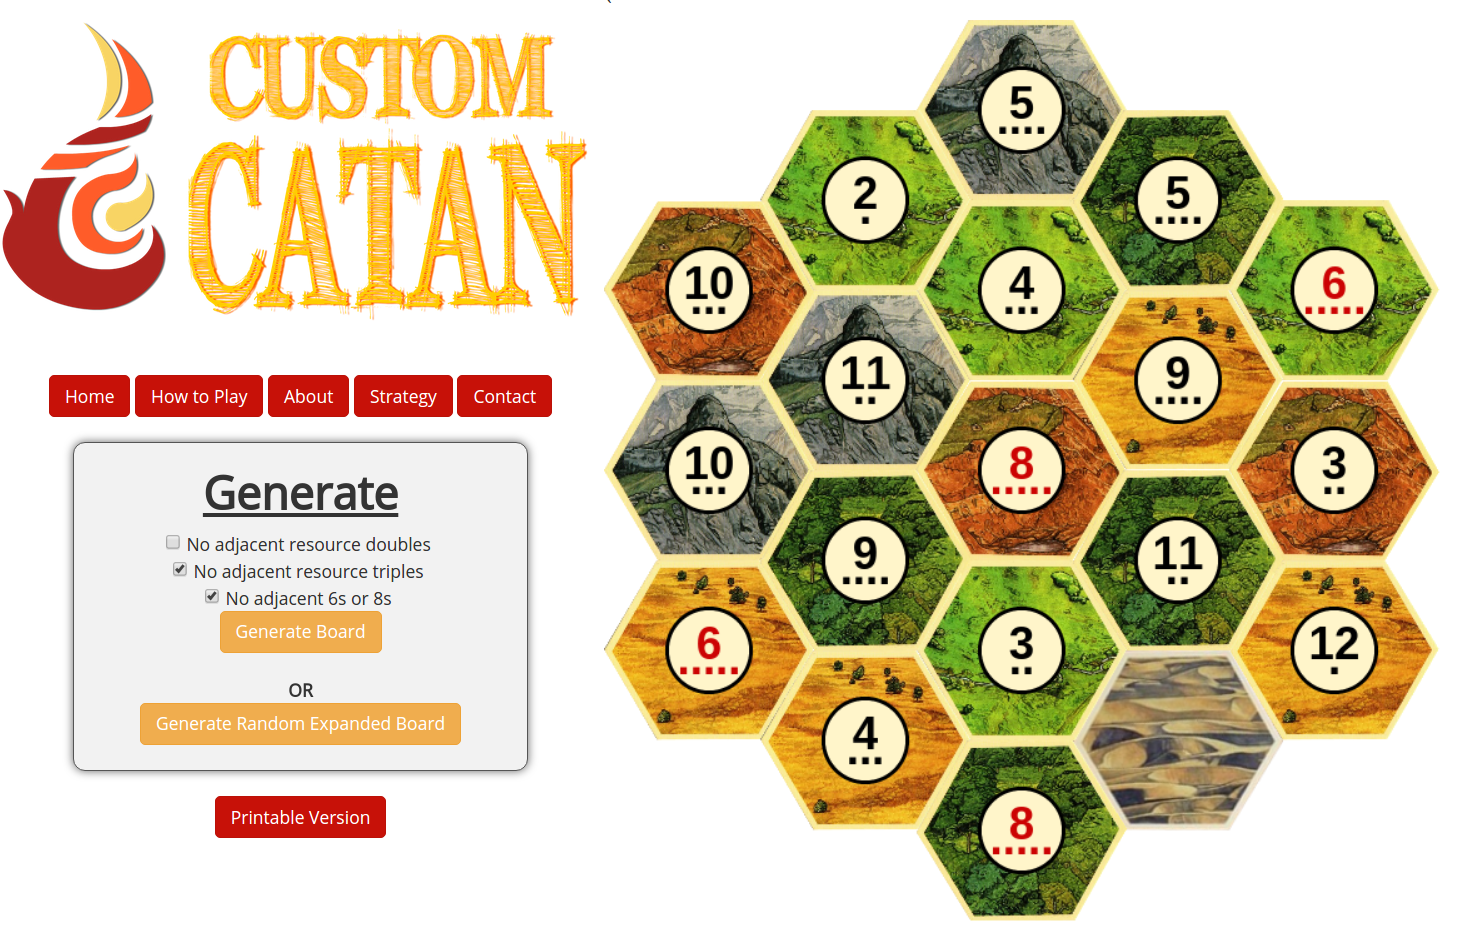 CUSTOM
CATAN
Home How to Play About Strategy Contact
Generate
No adjacent resource doubles
No adjacent resource triples
No adjacent 6s or 8s
Generate Board
OR
Generate Random Expanded Board
Printable Version
5
2 5
10 4 6
11 9
10 8 3
9 11
6 3 12
4
8